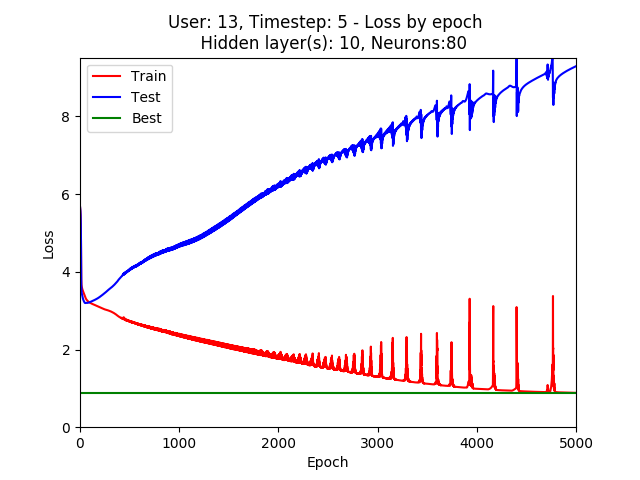 User: 13, Timestep: 5 - Loss by epoch
Hidden layer(s): 10, Neurons:80
Train
Test
Best
8
6
4
2
0
Loss
0 1000 2000 3000 4000 5000
Epoch